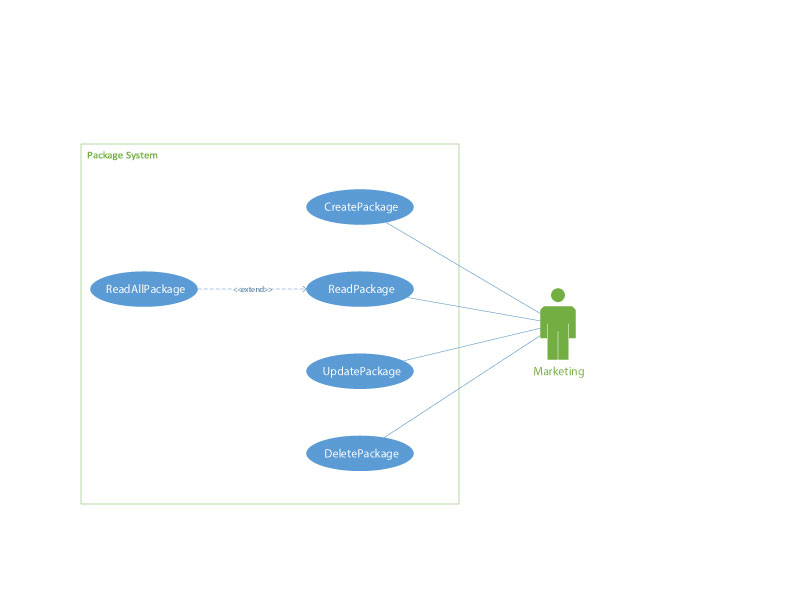 Package System
CreatePackage
ReadAllPackage
<<extend>>
ReadPackage
UpdatePackage
Marketing
DeletePackage